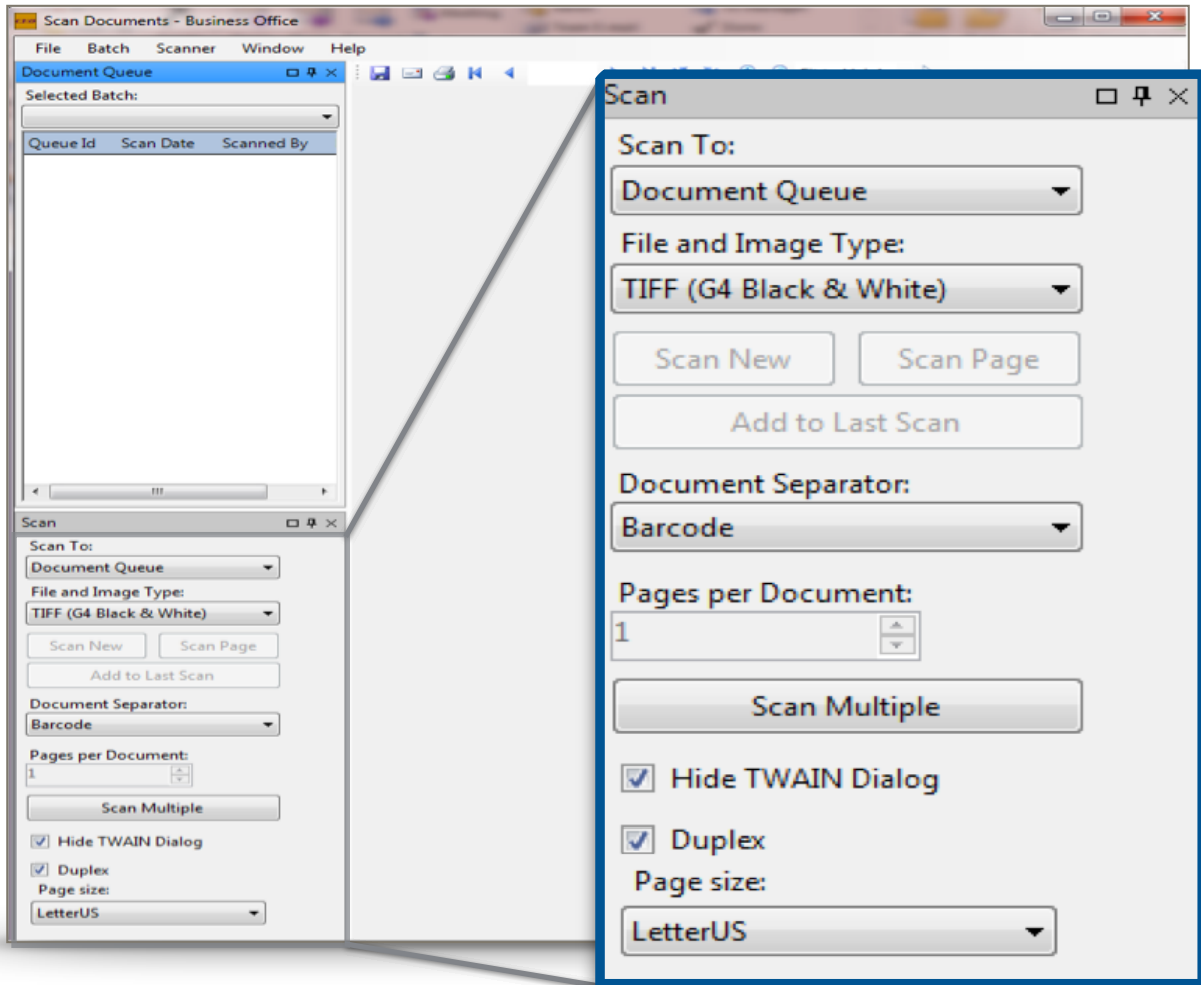 Scan Documents - Business Office
File Batch Scanner Window Help
Document Queue
Selected Batch:
Queue Id Scan Date Scanned By
Scan
Scan To:
Document Queue
File and Image Type:
TIFF (G4 Black & White)
Scan New Scan Page
Add to Last Scan
Document Separator:
Barcode
Pages per Document:
1
Scan Multiple
Hide TWAIN Dialog
Duplex
Page size:
LetterUS
Scan
Scan To:
Document Queue
File and Image Type:
TIFF (G4 Black & White)
Scan New Scan Page
Add to Last Scan
Document Separator:
Barcode
Pages per Document:
1
Scan Multiple
Hide TWAIN Dialog
Duplex
Page size:
LetterUS